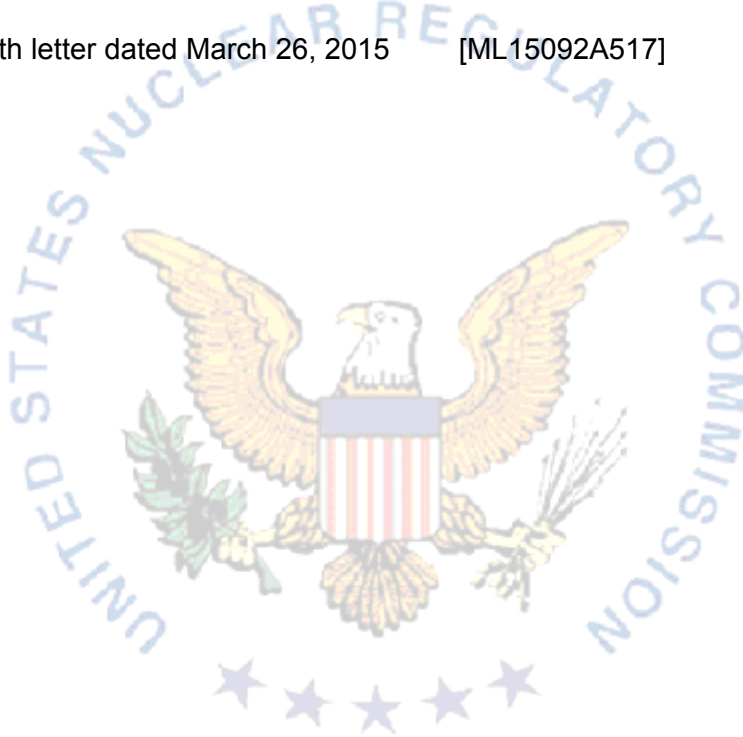 th letter dated March 26, 2015 [ML15092A517]
UNITED STATES NUCLEAR REGULATORY COMMISSION